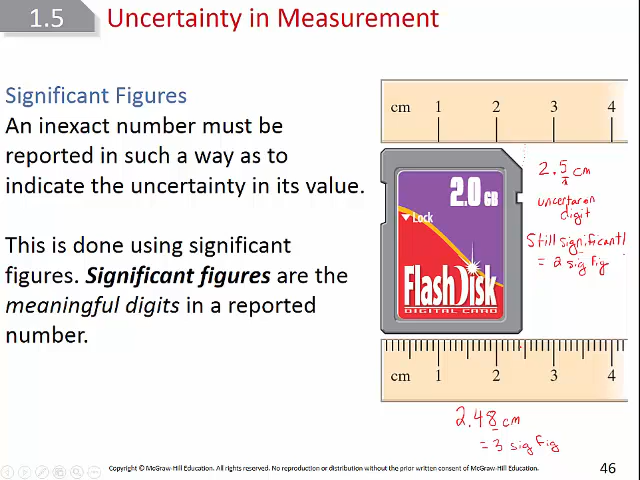 1.5 Uncertainty in Measurement
Significant Figures
An inexact number must be
reported in such a way as to
indicate the uncertainty in its value.
This is done using significant
figures. Significant figures are the
meaningful digits in a reported
number.
cm 1 2 3 4
2.0 GB
Lock
FlashDisk
DIGITAL CARD
2.5 cm
digit
Still significant!
= 2 sig fig
cm 1 2 3 4
2.48 cm
= 3 sig fig
Copyright © McGraw-Hill Education. All rights reserved. No reproduction or distribution without the prior written consent of McGraw-Hill Education.
46